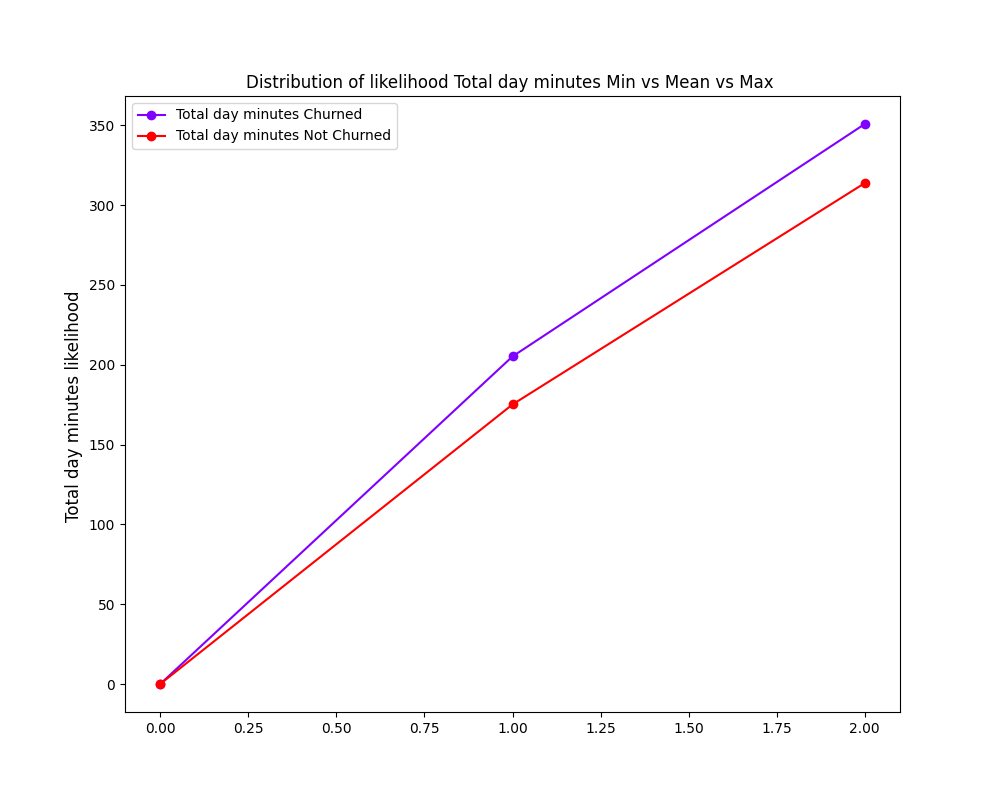 Distribution of likelihood Total day minutes Min vs Mean vs Max
Total day minutes Churned
Total day minutes Not Churned
Total day minutes likelihood
350
300
250
200
150
100
50
0
0.00 0.25 0.50 0.75 1.00 1.25 1.50 1.75 2.00